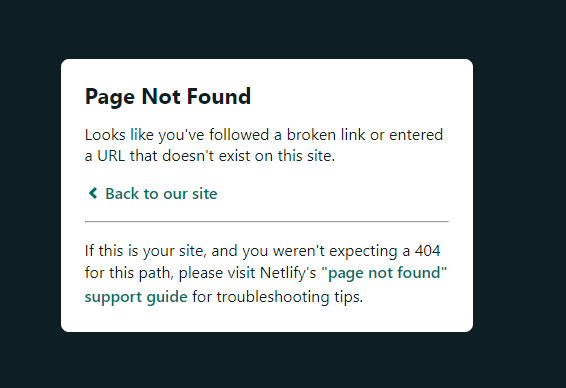 Page Not Found
Looks like you've followed a broken link or entered
a URL that doesn't exist on this site.
Back to our site
If this is your site, and you weren't expecting a 404
for this path, please visit Netlify's "page not found"
support guide for troubleshooting tips.